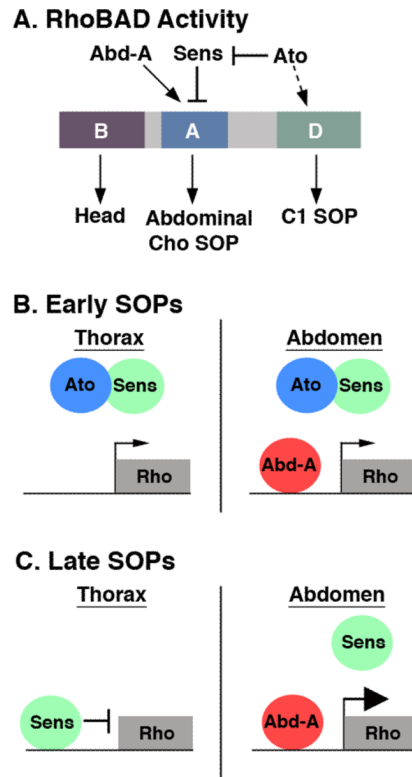 A. RhoBAD Activity
Abd-A Sens Ato
B A D
Head Abdominal Cho SOP C1 SOP
B. Early SOPs
Thorax Abdomen
Ato Sens Ato Sens
Abd-A
Rho Rho
C. Late SOPs
Thorax Abdomen
Sens
Sens Rho Abd-A Rho